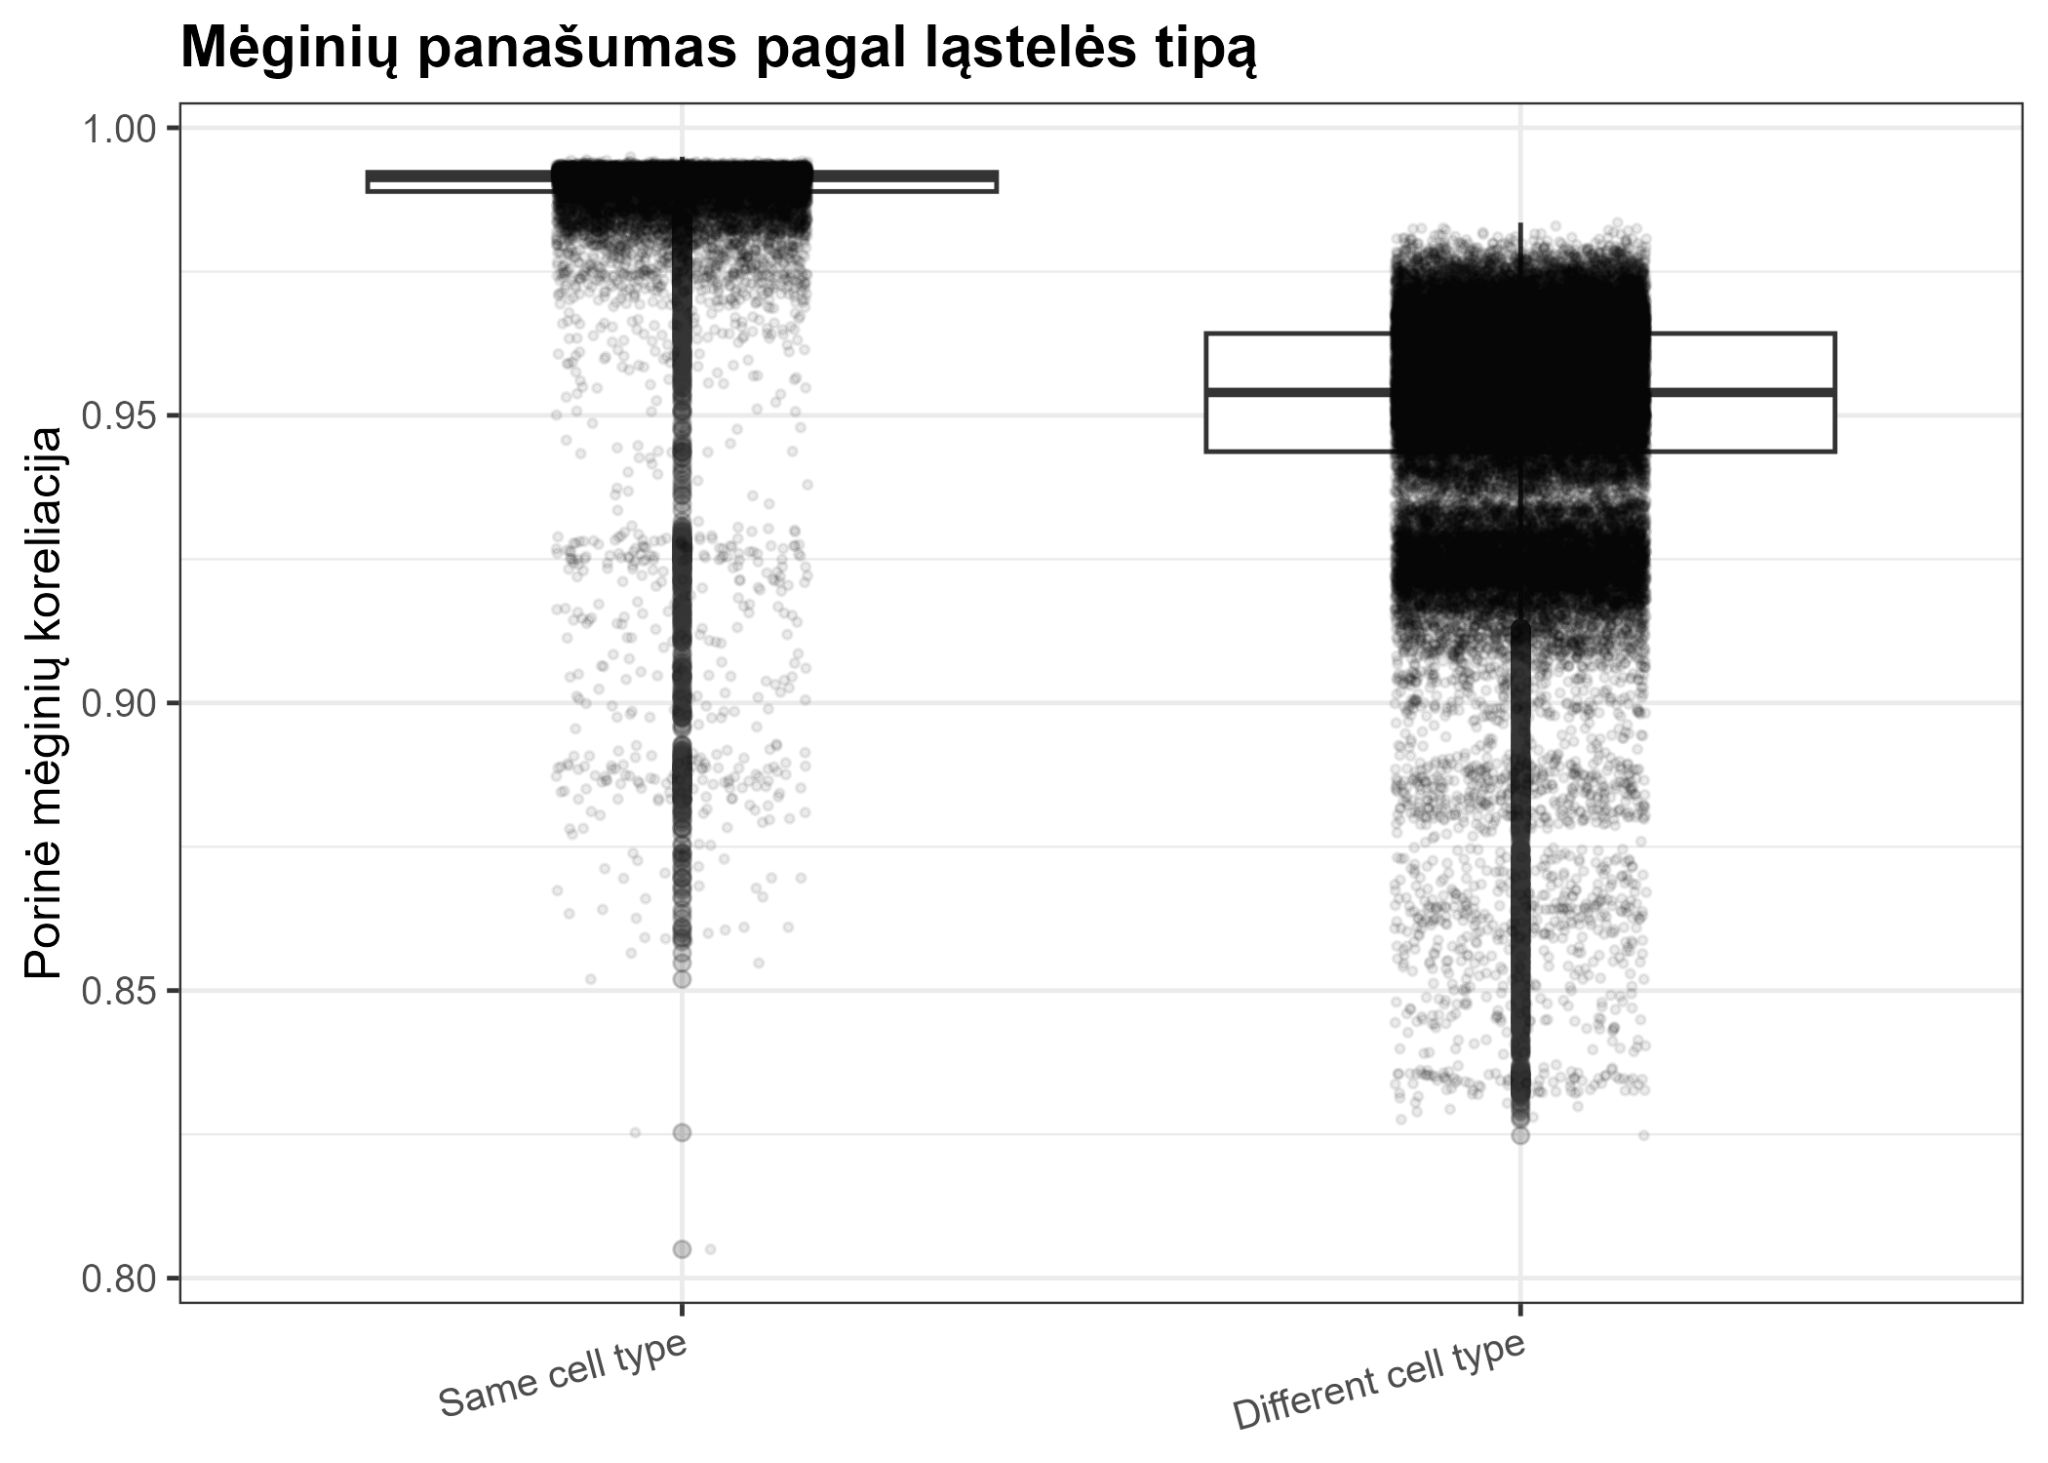 Mėginių panašumas pagal ląstelės tipą
Porinė mėginių koreliacija
1.00
0.95
0.90
0.85
0.80
Same cell type
Different cell type